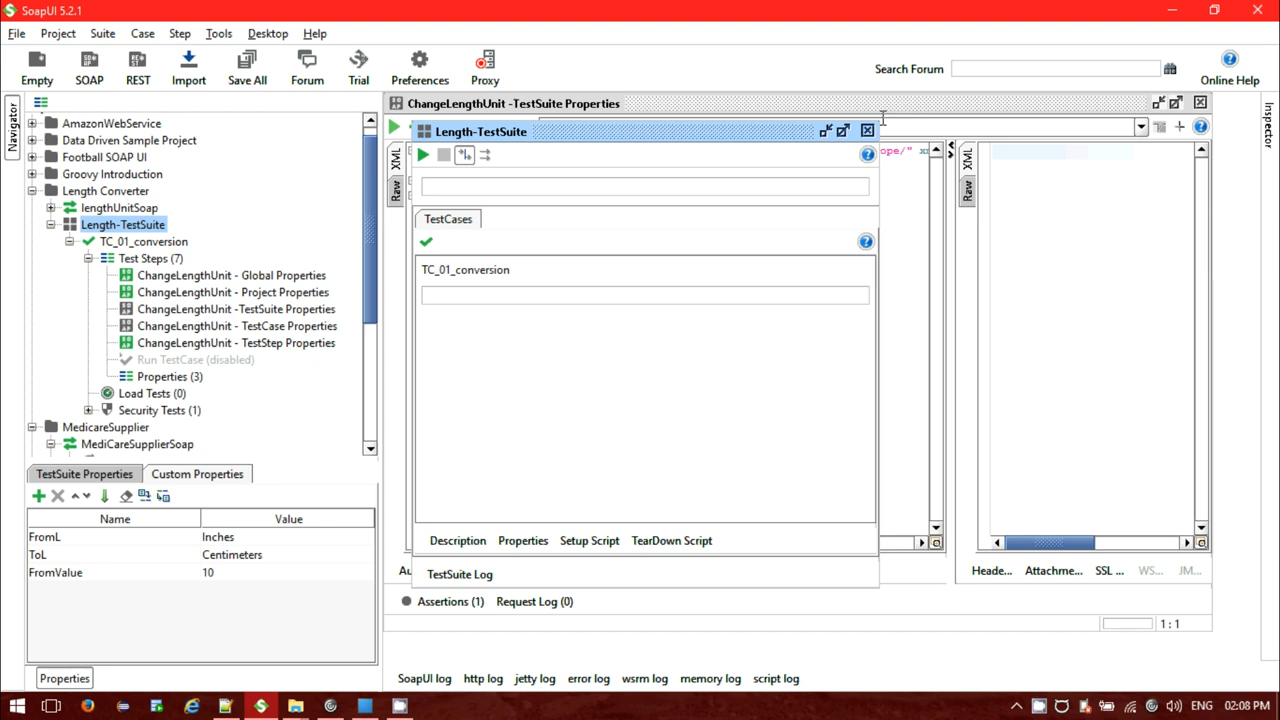 SoapUI 5.2.1
File Project Suite Case Step Tools Desktop Help
Empty SOAP REST Import Save All Forum Trial Preferences Proxy
Search Forum
Online Help
Navigator
AmazonWebService
Data Driven Sample Project
Football SOAP UI
Groovy Introduction
Length Converter
lengthUnitSoap
Length-TestSuite
TC_01_conversion
Test Steps (7)
ChangeLengthUnit - Global Properties
ChangeLengthUnit - Project Properties
ChangeLengthUnit -TestSuite Properties
ChangeLengthUnit - TestCase Properties
ChangeLengthUnit - TestStep Properties
Run TestCase (disabled)
Properties (3)
Load Tests (0)
Security Tests (1)
MedicareSupplier
MediCareSupplierSoap
TestSuite Properties Custom Properties
Name Value
FromL Inches
ToL Centimeters
FromValue 10
Properties
ChangeLengthUnit -TestSuite Properties
XML
Raw
ope/"
Length-TestSuite
TestCases
TC_01_conversion
Description Properties Setup Script TearDown Script
TestSuite Log
XML
Raw
Heade... Attachme... SSL ... WS... JM...
Assertions (1) Request Log (0)
1 : 1
Inspector
SoapUI log http log jetty log error log wsrm log memory log script log
ENG 02:08 PM